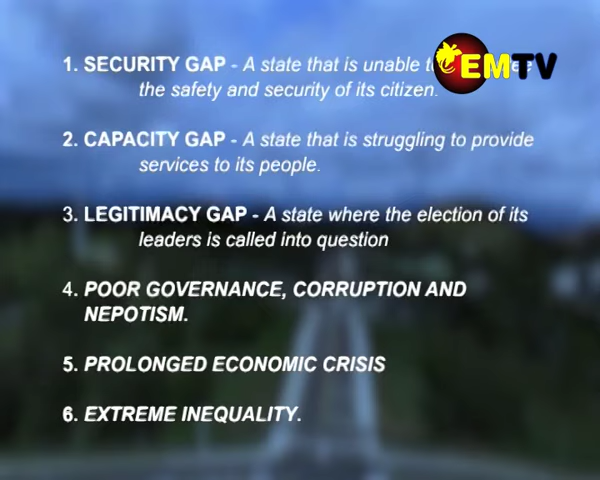 1. SECURITY GAP - A state that is unable
the safety and security of its citizen.
EMTV
2. CAPACITY GAP - A state that is struggling to provide
services to its people.
3. LEGITIMACY GAP - A state where the election of its
leaders is called into question
4. POOR GOVERNANCE, CORRUPTION AND
NEPOTISM.
5. PROLONGED ECONOMIC CRISIS
6. EXTREME INEQUALITY.